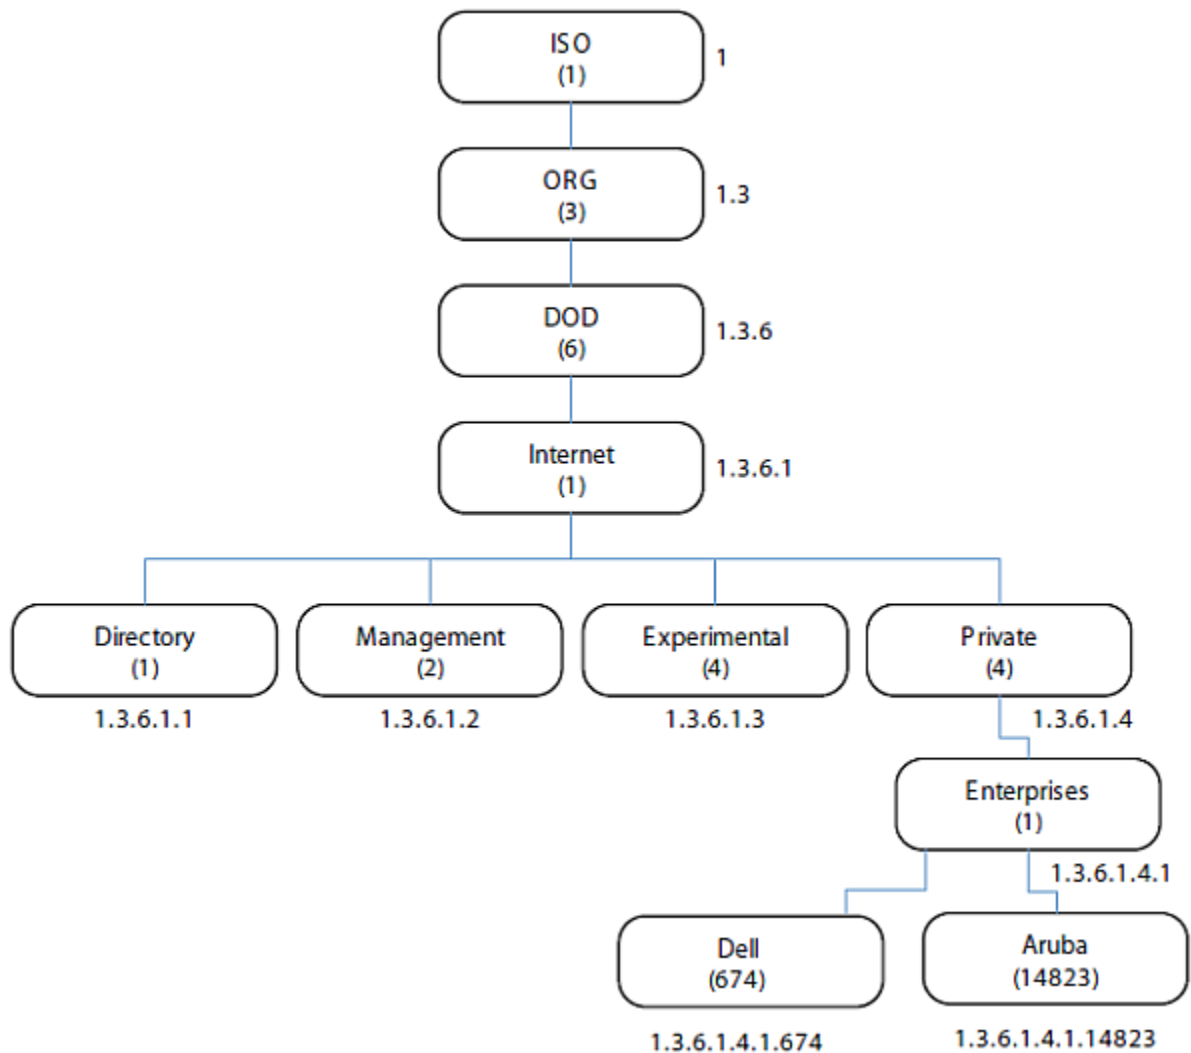 ISO
(1)
1
ORG
(3)
1.3
DOD
(6)
1.3.6
Internet
(1)
1.3.6.1
Directory
(1)
1.3.6.1.1
Management
(2)
1.3.6.1.2
Experimental
(4)
1.3.6.1.3
Private
(4)
1.3.6.1.4
Enterprises
(1)
1.3.6.1.4.1
Dell
(674)
1.3.6.1.4.1.674
Aruba
(14823)
1.3.6.1.4.1.14823